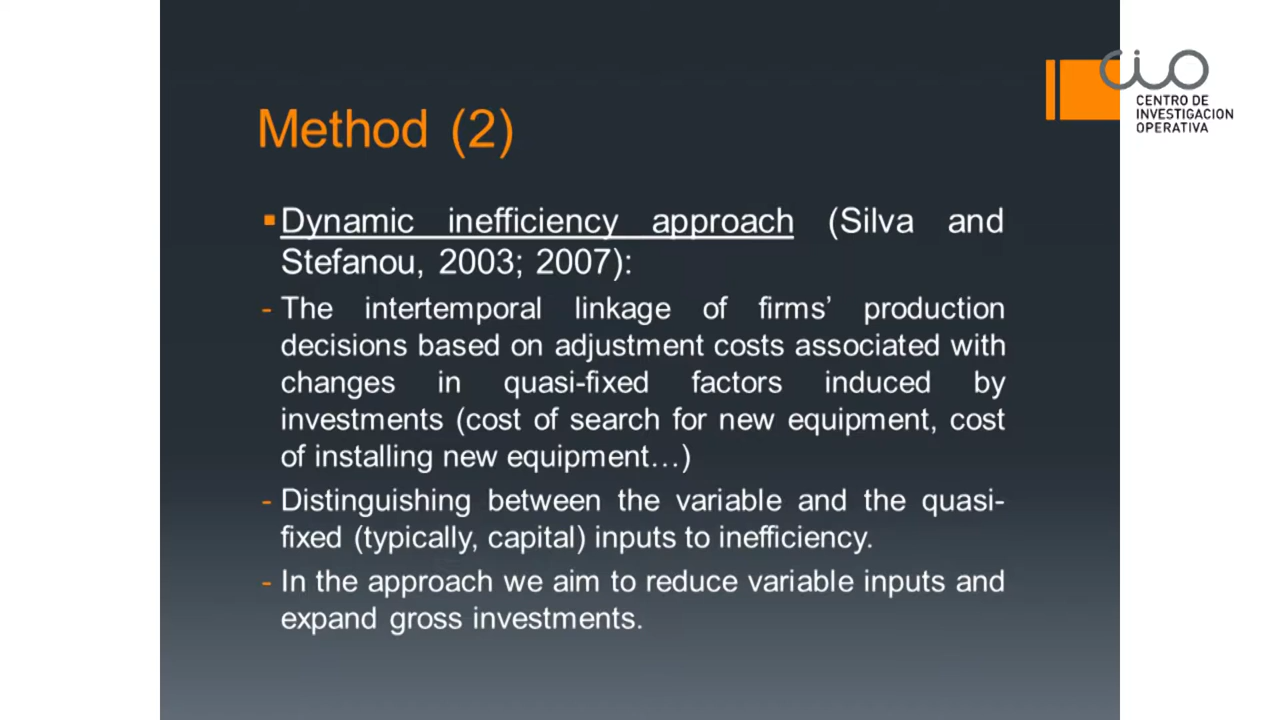 CIO
CENTRO DE
INVESTIGACION
OPERATIVA
Method (2)
▪Dynamic inefficiency approach (Silva and
Stefanou, 2003; 2007):
- The intertemporal linkage of firms’ production
decisions based on adjustment costs associated with
changes in quasi-fixed factors induced by
investments (cost of search for new equipment, cost
of installing new equipment…)
- Distinguishing between the variable and the quasi-
fixed (typically, capital) inputs to inefficiency.
- In the approach we aim to reduce variable inputs and
expand gross investments.